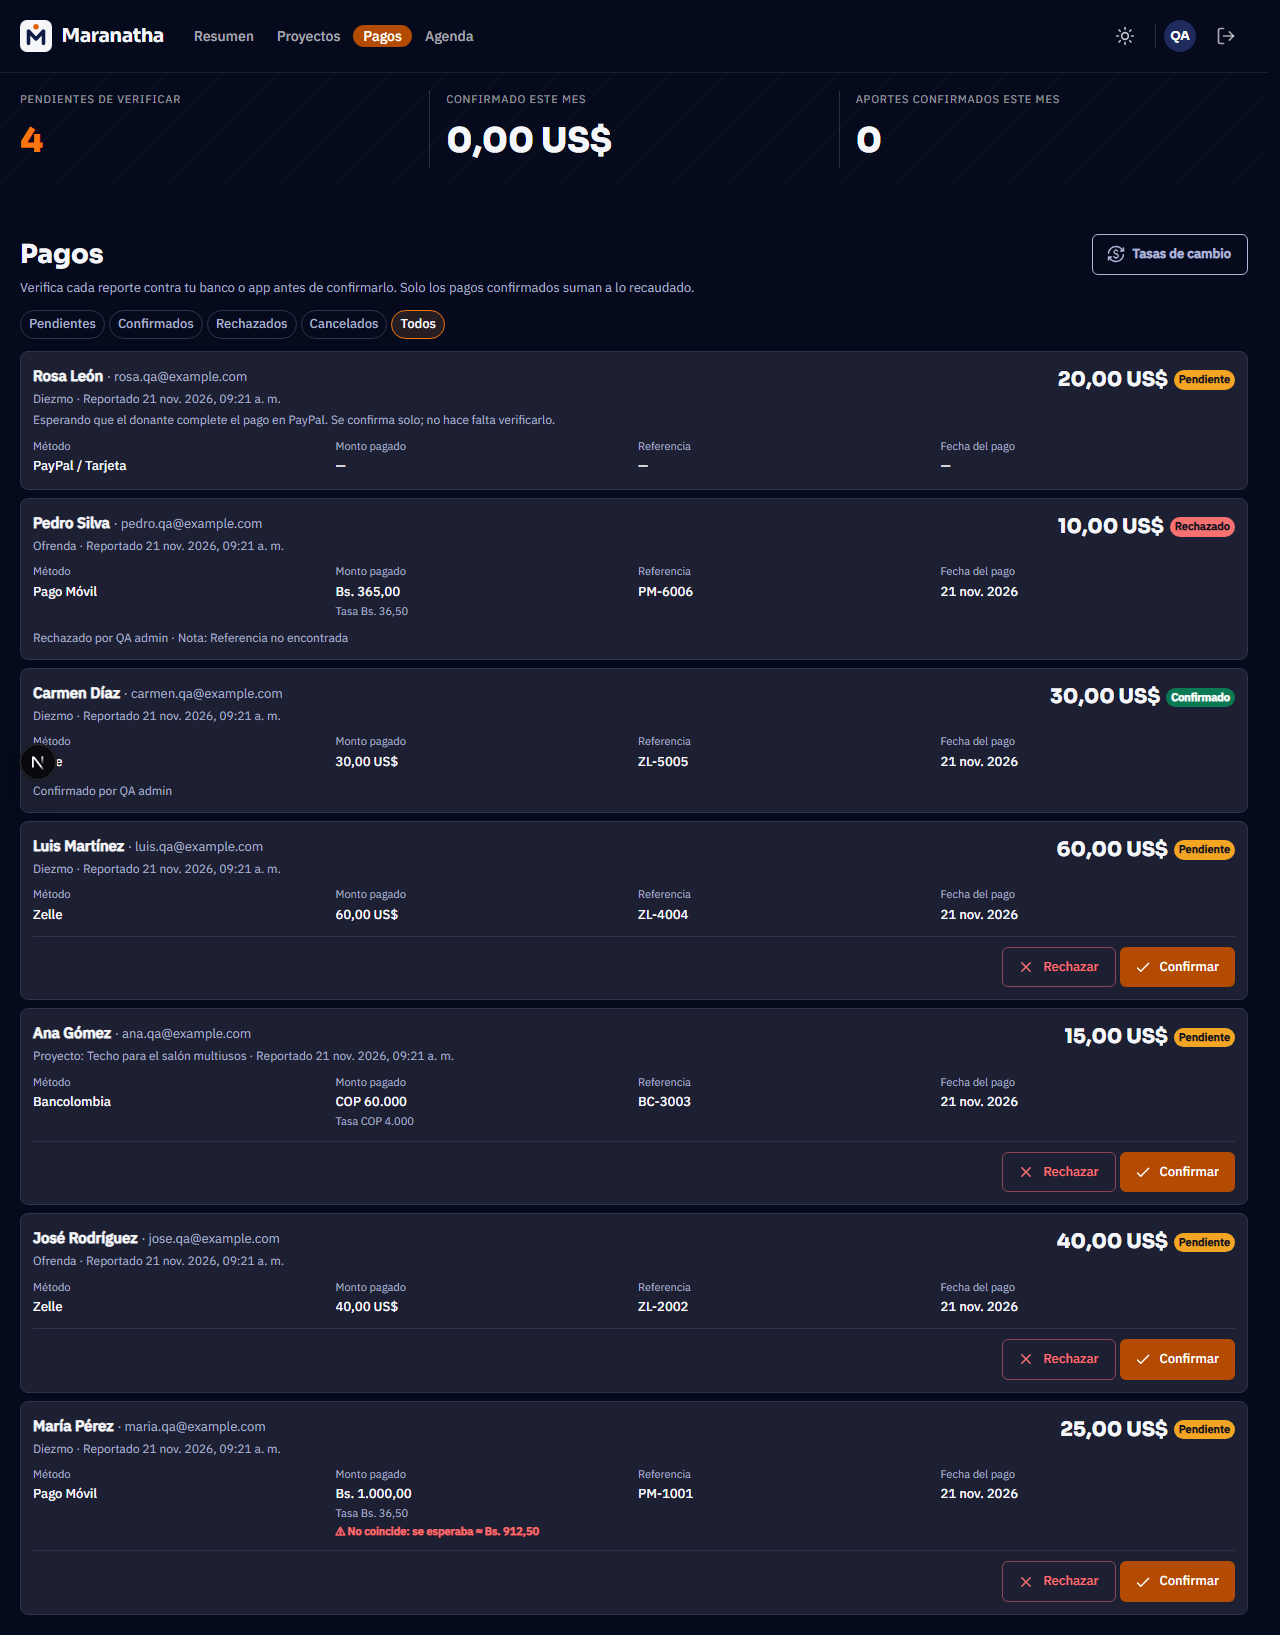 Maranatha
Resumen
Proyectos
Pagos
Agenda
QA
PENDIENTES DE VERIFICAR
4
CONFIRMADO ESTE MES
0,00 US$
APORTES CONFIRMADOS ESTE MES
0
Pagos
Tasas de cambio
Verifica cada reporte contra tu banco o app antes de confirmarlo. Solo los pagos confirmados suman a lo recaudado.
Pendientes
Confirmados
Rechazados
Cancelados
Todos
Rosa León · rosa.qa@example.com
20,00 US$ Pendiente
Diezmo · Reportado 21 nov. 2026, 09:21 a. m.
Esperando que el donante complete el pago en PayPal. Se confirma solo; no hace falta verificarlo.
Método Monto pagado Referencia Fecha del pago
PayPal / Tarjeta — — —
Pedro Silva · pedro.qa@example.com
10,00 US$ Rechazado
Ofrenda · Reportado 21 nov. 2026, 09:21 a. m.
Método Monto pagado Referencia Fecha del pago
Pago Móvil Bs. 365,00 PM-6006 21 nov. 2026
Tasa Bs. 36,50
Rechazado por QA admin · Nota: Referencia no encontrada
Carmen Díaz · carmen.qa@example.com
30,00 US$ Confirmado
Diezmo · Reportado 21 nov. 2026, 09:21 a. m.
Método Monto pagado Referencia Fecha del pago
30,00 US$ ZL-5005 21 nov. 2026
Confirmado por QA admin
Luis Martínez · luis.qa@example.com
60,00 US$ Pendiente
Diezmo · Reportado 21 nov. 2026, 09:21 a. m.
Método Monto pagado Referencia Fecha del pago
Zelle 60,00 US$ ZL-4004 21 nov. 2026
Rechazar
Confirmar
Ana Gómez · ana.qa@example.com
15,00 US$ Pendiente
Proyecto: Techo para el salón multiusos · Reportado 21 nov. 2026, 09:21 a. m.
Método Monto pagado Referencia Fecha del pago
Bancolombia COP 60.000 BC-3003 21 nov. 2026
Tasa COP 4.000
Rechazar
Confirmar
José Rodríguez · jose.qa@example.com
40,00 US$ Pendiente
Ofrenda · Reportado 21 nov. 2026, 09:21 a. m.
Método Monto pagado Referencia Fecha del pago
Zelle 40,00 US$ ZL-2002 21 nov. 2026
Rechazar
Confirmar
María Pérez · maria.qa@example.com
25,00 US$ Pendiente
Diezmo · Reportado 21 nov. 2026, 09:21 a. m.
Método Monto pagado Referencia Fecha del pago
Pago Móvil Bs. 1.000,00 PM-1001 21 nov. 2026
Tasa Bs. 36,50
⚠ No coincide: se esperaba ≈ Bs. 912,50
Rechazar
Confirmar